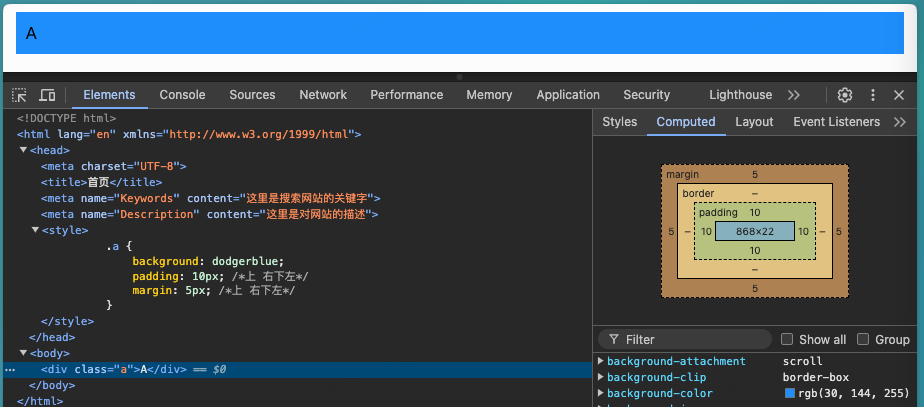 A
Elements Console Sources Network Performance Memory Application Security Lighthouse
<!DOCTYPE html>
<html lang="en" xmlns="http://www.w3.org/1999/html">
<head>
<meta charset="UTF-8">
<title>首页</title>
<meta name="Keywords" content="这里是搜索网站的关键字">
<meta name="Description" content="这里是对网站的描述">
<style>
.a {
background: dodgerblue;
padding: 10px; /*上 右下左*/
margin: 5px; /*上 右下左*/
}
</style>
</head>
<body>
<div class="a">A</div> == $0
</body>
</html>
Styles Computed Layout Event Listeners
margin 5
border –
padding 10
5 – 10 868×22 10 – 5
10
–
5
Filter Show all Group
background-attachment scroll
background-clip border-box
background-color rgb(30, 144, 255)